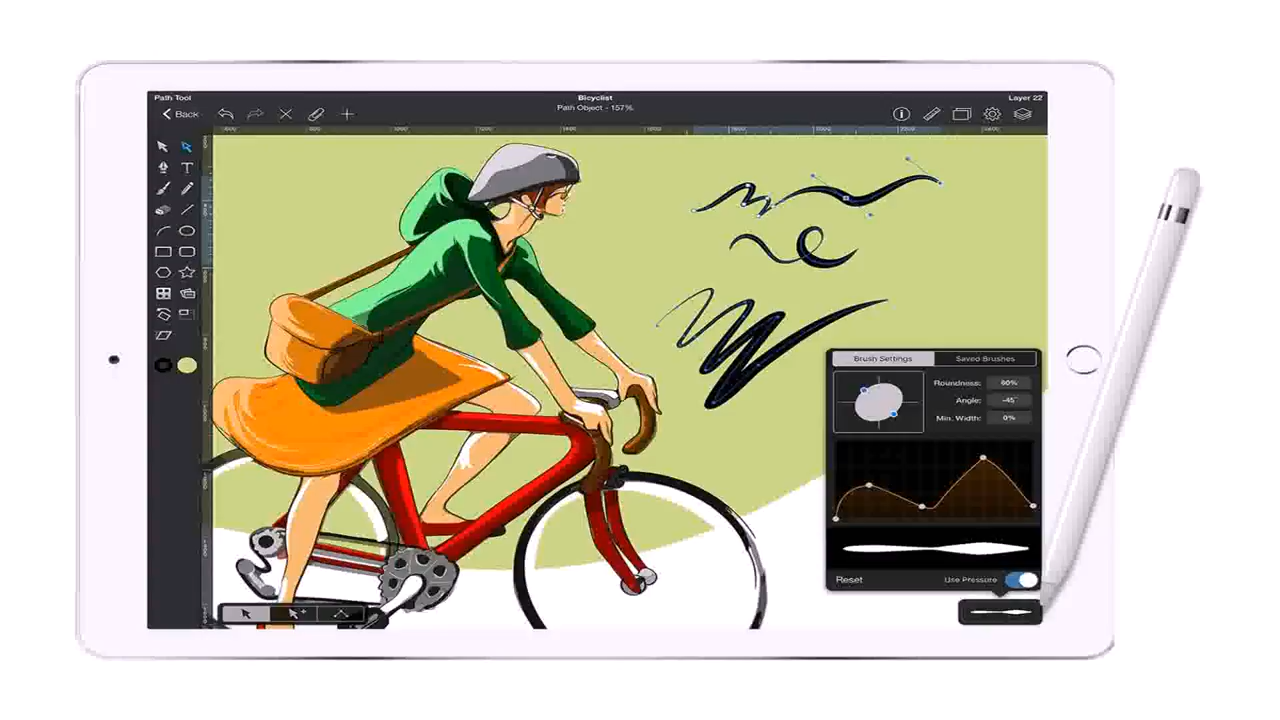 Path Tool
Bicyclist
Layer 22
Back
Path Object - 157%
T
Brush Settings
Saved Brushes
Roundness: 60%
Angle: -45°
Min. Width: 0%
Reset
Use Pressure